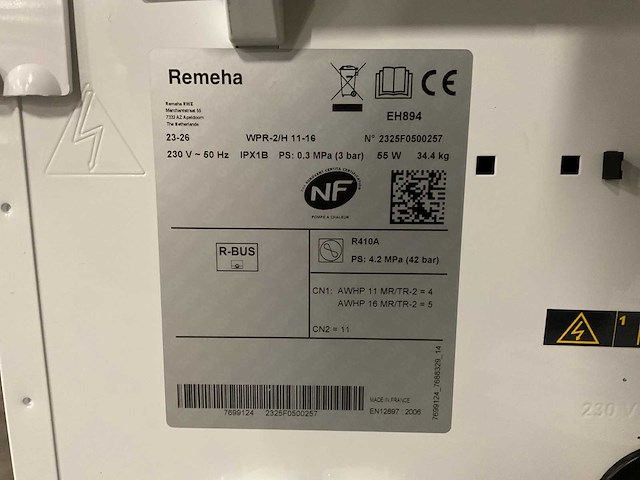 Remeha
CE
EH894
Remeha BV
Marchantstraat 55
7332 AZ Apeldoorn
The Netherlands
23-26 WPR-2/H 11-16 N° 2325F0500257
230 V ~ 50 Hz IPX1B PS: 0.3 MPa (3 bar) 55 W 34.4 kg
NF
POMPE À CHALEUR
R-BUS
R410A
PS: 4.2 MPa (42 bar)
CN1: AWHP 11 MR/TR-2 = 4
AWHP 16 MR/TR-2 = 5
CN2 = 11
7699124 2325F0500257
MADE IN FRANCE
EN12897 : 2006
7699124_7688329_14
1
230 V